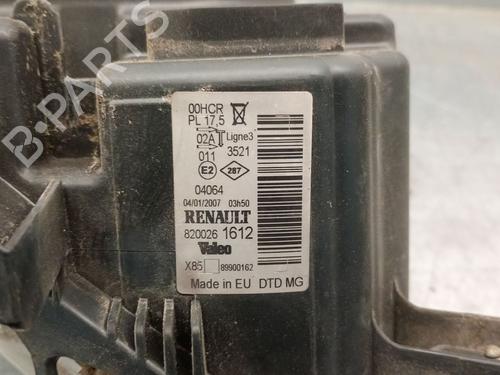 B-PARTS
00HCR
PL 17,5
02A Ligne3
011 3521
E2 287
04064
04/01/2007 03h50
RENAULT
820026 1612
Valeo
X85 89900162
Made in EU DTD MG